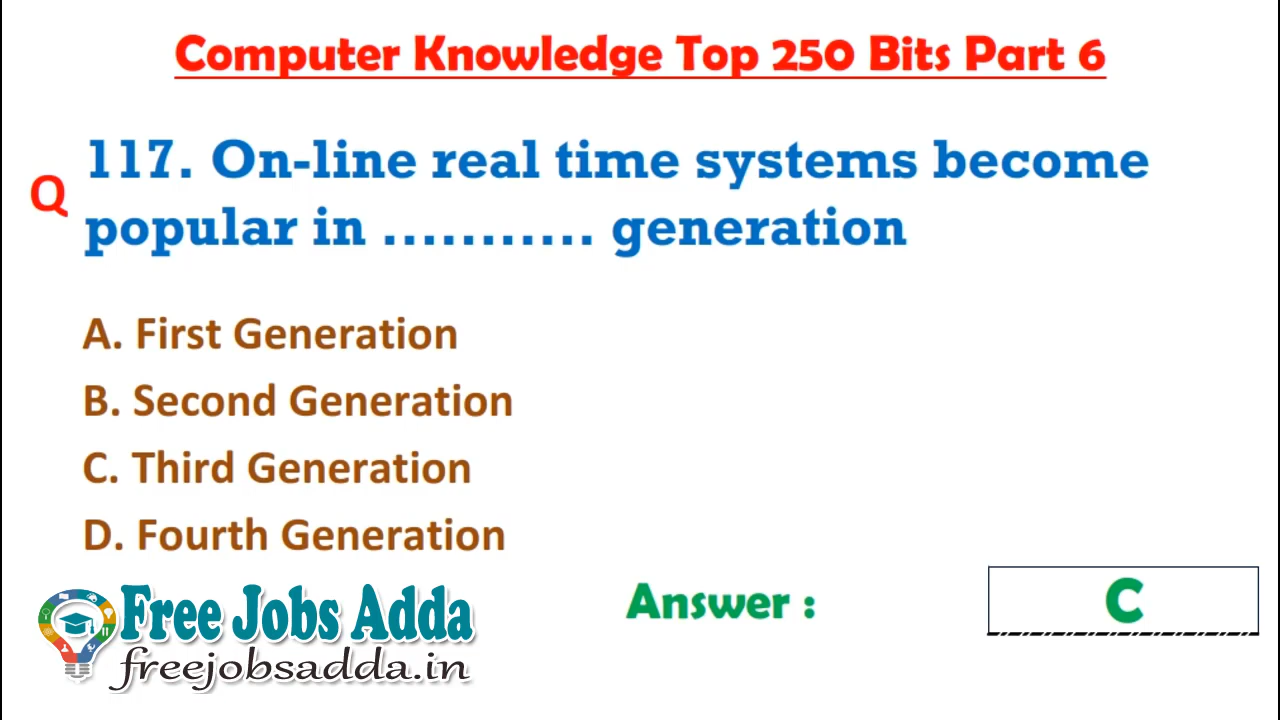 Computer Knowledge Top 250 Bits Part 6
Q 117. On-line real time systems become
popular in ........... generation
A. First Generation
B. Second Generation
C. Third Generation
D. Fourth Generation
Answer : C
Free Jobs Adda
freejobsadda.in